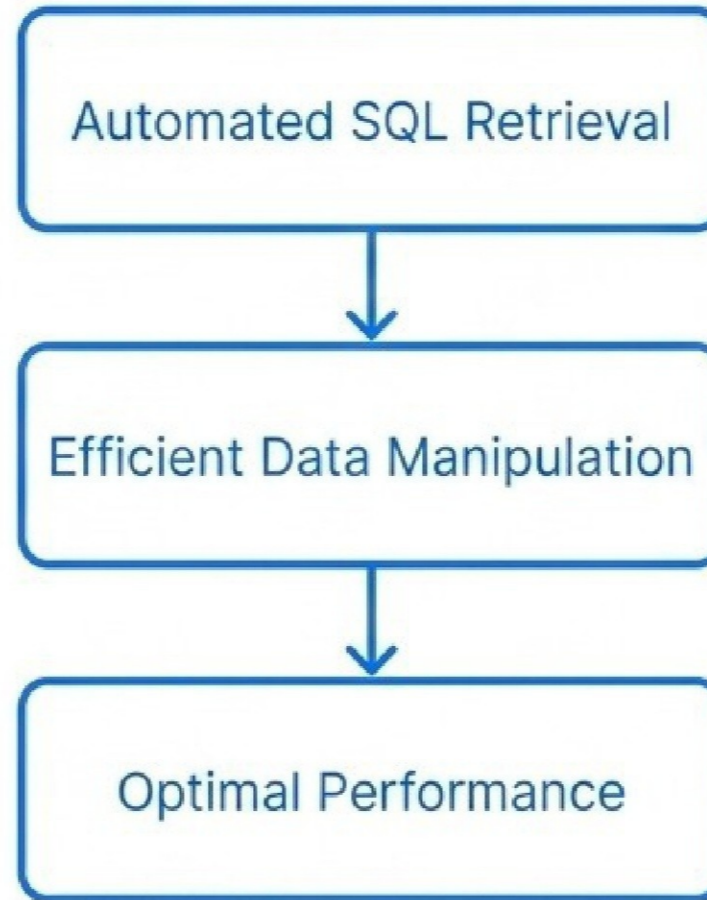 Automated SQL Retrieval
Efficient Data Manipulation
Optimal Performance